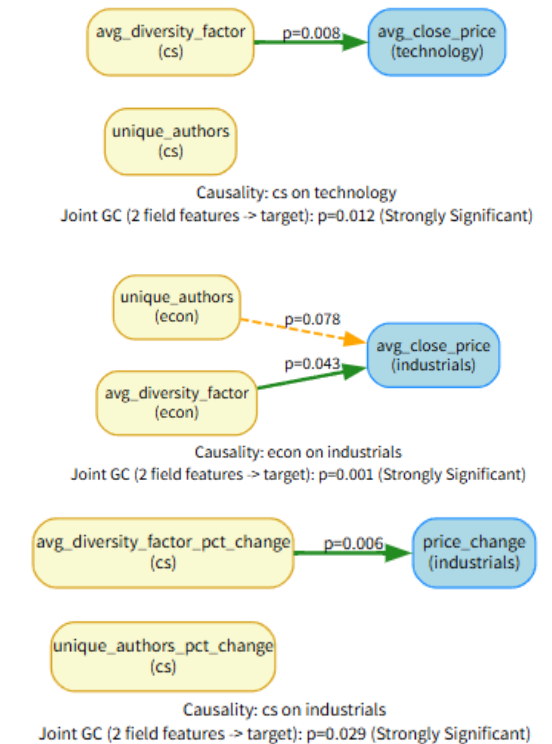 avg_diversity_factor
(cs)
p=0.008
avg_close_price
(technology)
unique_authors
(cs)
Causality: cs on technology
Joint GC (2 field features -> target): p=0.012 (Strongly Significant)
unique_authors
(econ)
p=0.078
avg_close_price
(industrials)
p=0.043
avg_diversity_factor
(econ)
Causality: econ on industrials
Joint GC (2 field features -> target): p=0.001 (Strongly Significant)
avg_diversity_factor_pct_change
(cs)
p=0.006
price_change
(industrials)
unique_authors_pct_change
(cs)
Causality: cs on industrials
Joint GC (2 field features -> target): p=0.029 (Strongly Significant)